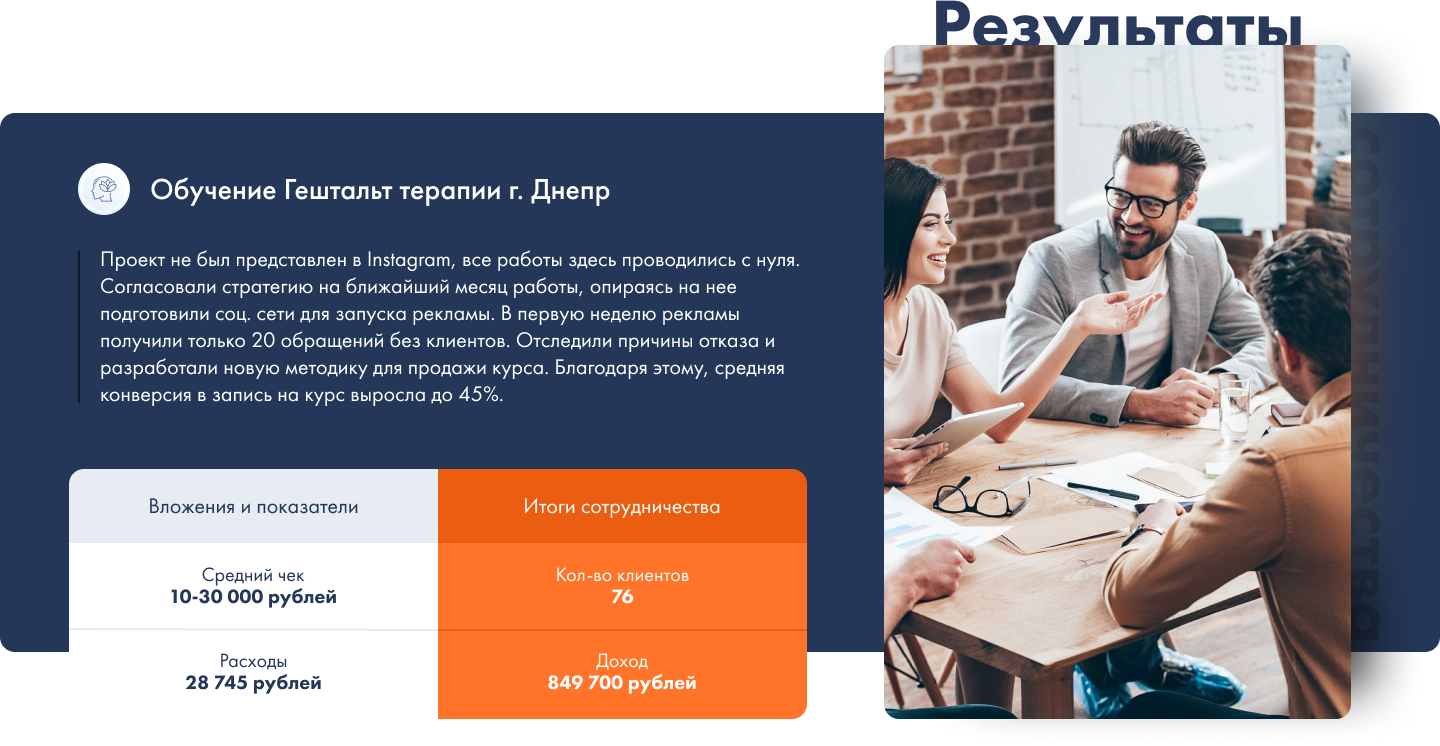 Результаты
сотрудничества
Обучение Гештальт терапии г. Днепр
Проект не был представлен в Instagram, все работы здесь проводились с нуля.
Согласовали стратегию на ближайший месяц работы, опираясь на нее
подготовили соц. сети для запуска рекламы. В первую неделю рекламы
получили только 20 обращений без клиентов. Отследили причины отказа и
разработали новую методику для продажи курса. Благодаря этому, средняя
конверсия в запись на курс выросла до 45%.
Вложения и показатели
Итоги сотрудничества
Средний чек
10-30 000 рублей
Кол-во клиентов
76
Расходы
28 745 рублей
Доход
849 700 рублей